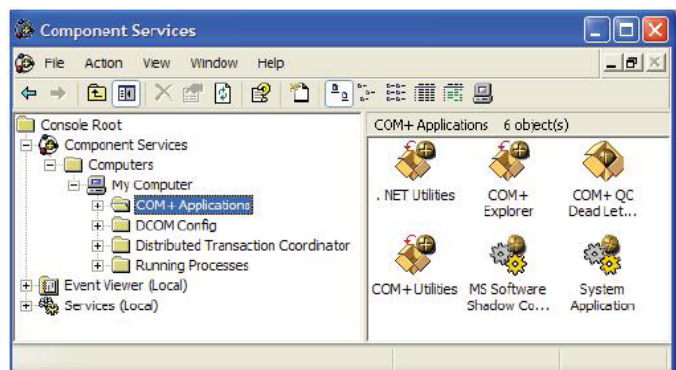 Component Services
File Action View Window Help
Console Root
Component Services
Computers
My Computer
COM+ Applications
DCOM Config
Distributed Transaction Coordinator
Running Processes
Event Viewer (Local)
Services (Local)
COM+ Applications 6 object(s)
.NET Utilities
COM+ Explorer
COM+ QC Dead Let...
COM+ Utilities
MS Software Shadow Co...
System Application